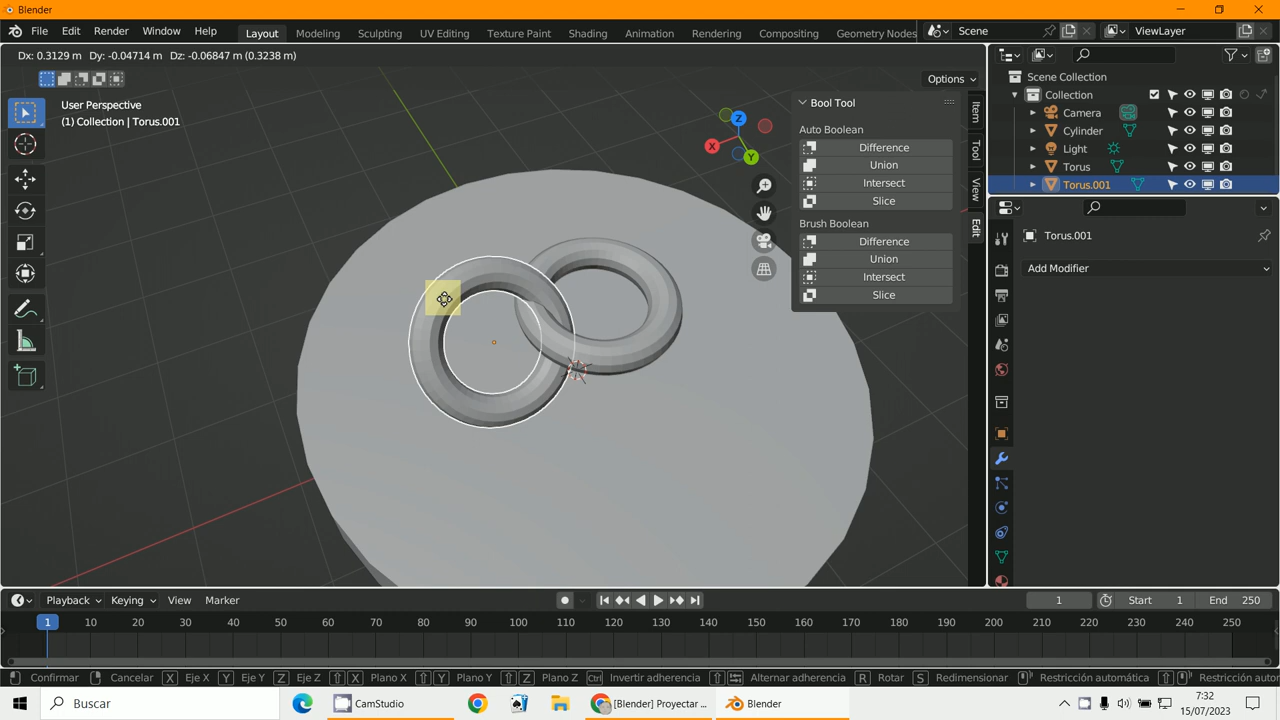 Blender
File Edit Render Window Help Layout Modeling Sculpting UV Editing Texture Paint Shading Animation Rendering Compositing Geometry Nodes Scene ViewLayer
Dx: 0.3129 m Dy: -0.04714 m Dz: -0.06847 m (0.3238 m)
Options
User Perspective
(1) Collection | Torus.001
Z
X
Y
Bool Tool
Auto Boolean
Difference
Union
Intersect
Slice
Brush Boolean
Difference
Union
Intersect
Slice
Item
Tool
View
Edit
Scene Collection
Collection
Camera
Cylinder
Light
Torus
Torus.001
Torus.001
Add Modifier
Playback Keying View Marker 1 Start 1 End 250
1 10 20 30 40 50 60 70 80 90 100 110 120 130 140 150 160 170 180 190 200 210 220 230 240 250
Confirmar Cancelar X Eje X Y Eje Y Z Eje Z X Plano X Y Plano Y Z Plano Z Ctrl Invertir adherencia Alternar adherencia R Rotar S Redimensionar Restricción automática Restricción auto
Buscar CamStudio [Blender] Proyectar ... Blender 7:32
15/07/2023